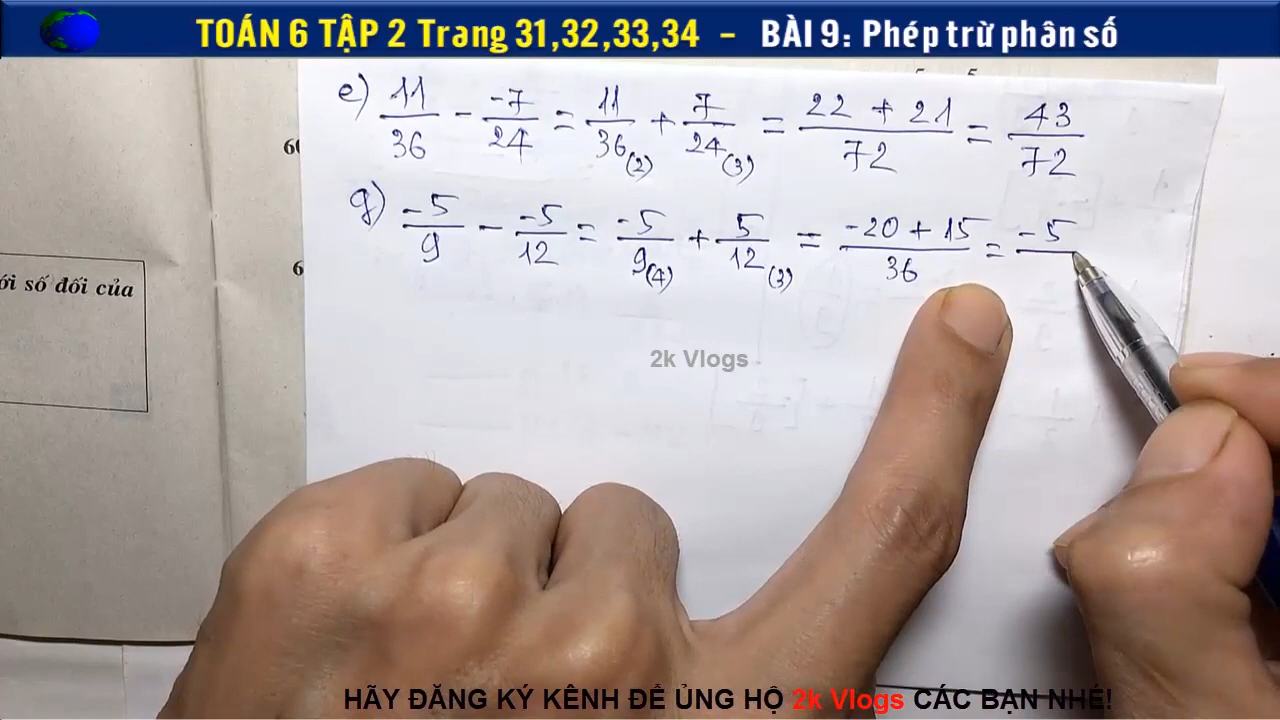 TOÁN 6 TẬP 2 Trang 31,32,33,34 – BÀI 9: Phép trừ phân số
e) 11/36 - -7/24 = 11/36(2) + 7/24(3) = 22 + 21/72 = 43/72
60
g) -5/9 - -5/12 = -5/9(4) + 5/12(3) = -20 + 15/36 = -5
6
ới số đối của
2k Vlogs
HÃY ĐĂNG KÝ KÊNH ĐỂ ỦNG HỘ 2k Vlogs CÁC BẠN NHÉ!